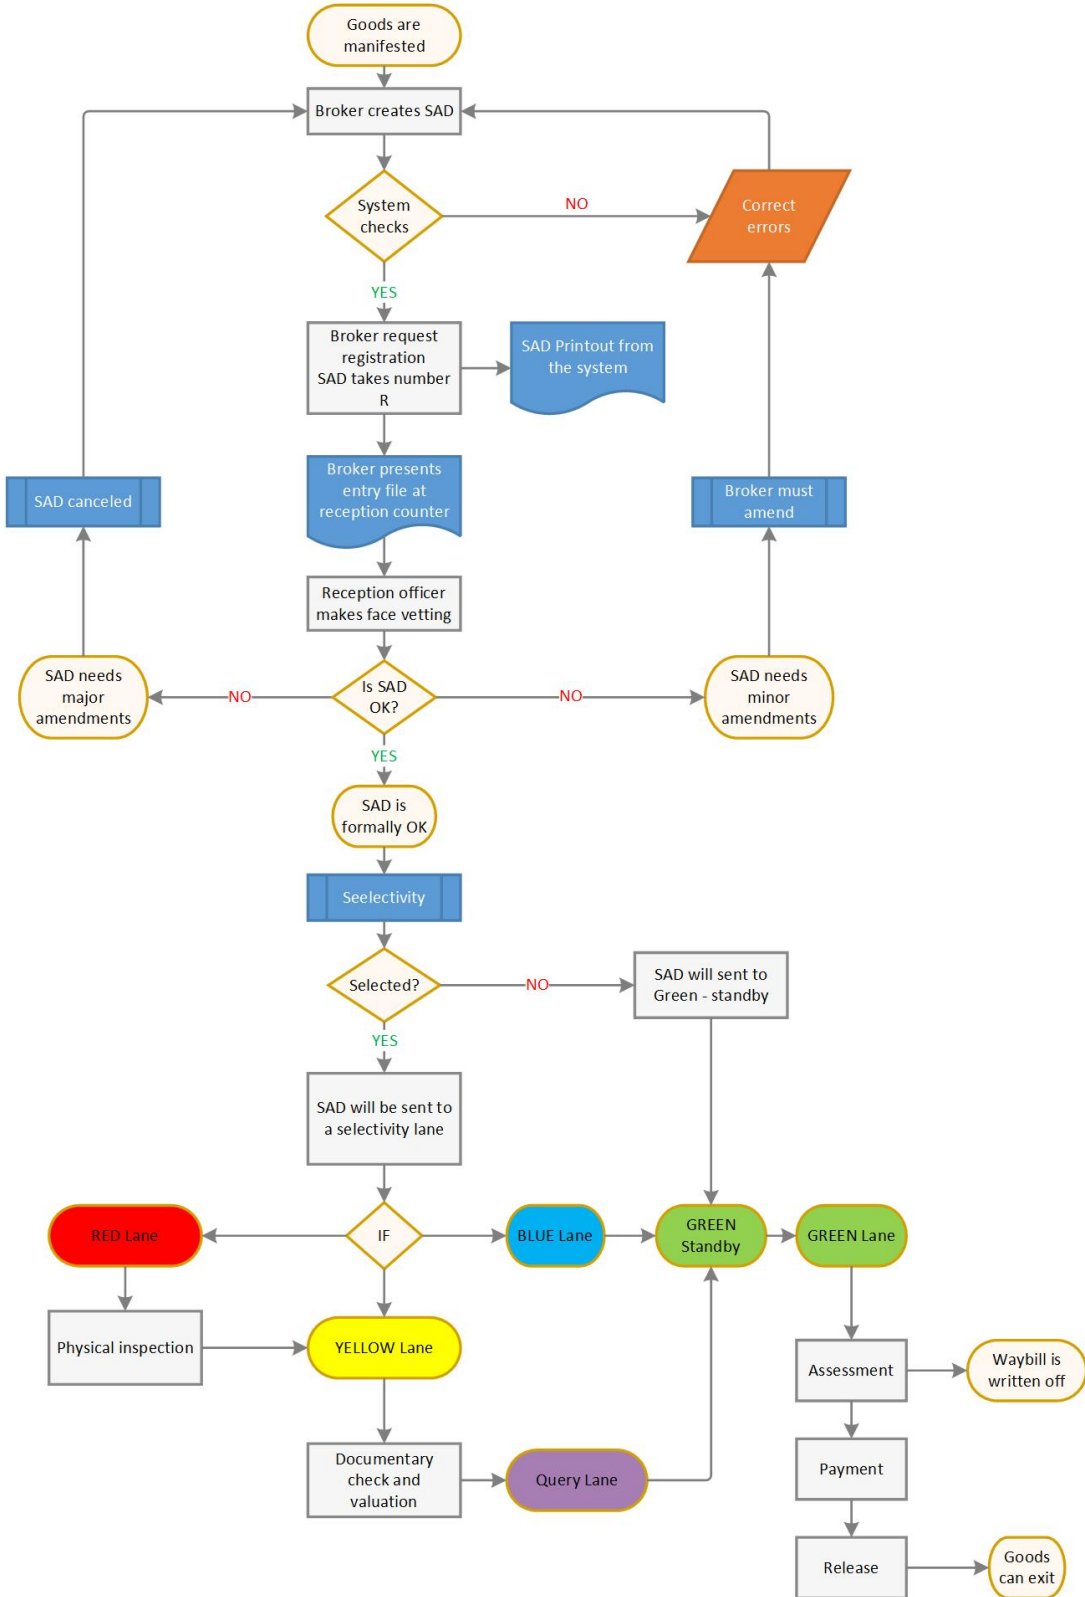 Goods are
manifested
Broker creates SAD
System
checks
NO
Correct
errors
YES
Broker request
registration
SAD takes number
R
SAD Printout from
the system
Broker presents
entry file at
reception counter
SAD canceled
Broker must
amend
Reception officer
makes face vetting
SAD needs
major
amendments
NO
Is SAD
OK?
NO
SAD needs
minor
amendments
YES
SAD is
formally OK
Seelectivity
Selected?
NO
SAD will sent to
Green - standby
YES
SAD will be sent to
a selectivity lane
RED Lane
IF
BLUE Lane
GREEN
Standby
GREEN Lane
Physical inspection
YELLOW Lane
Assessment
Waybill is
written off
Documentary
check and
valuation
Query Lane
Payment
Release
Goods
can exit